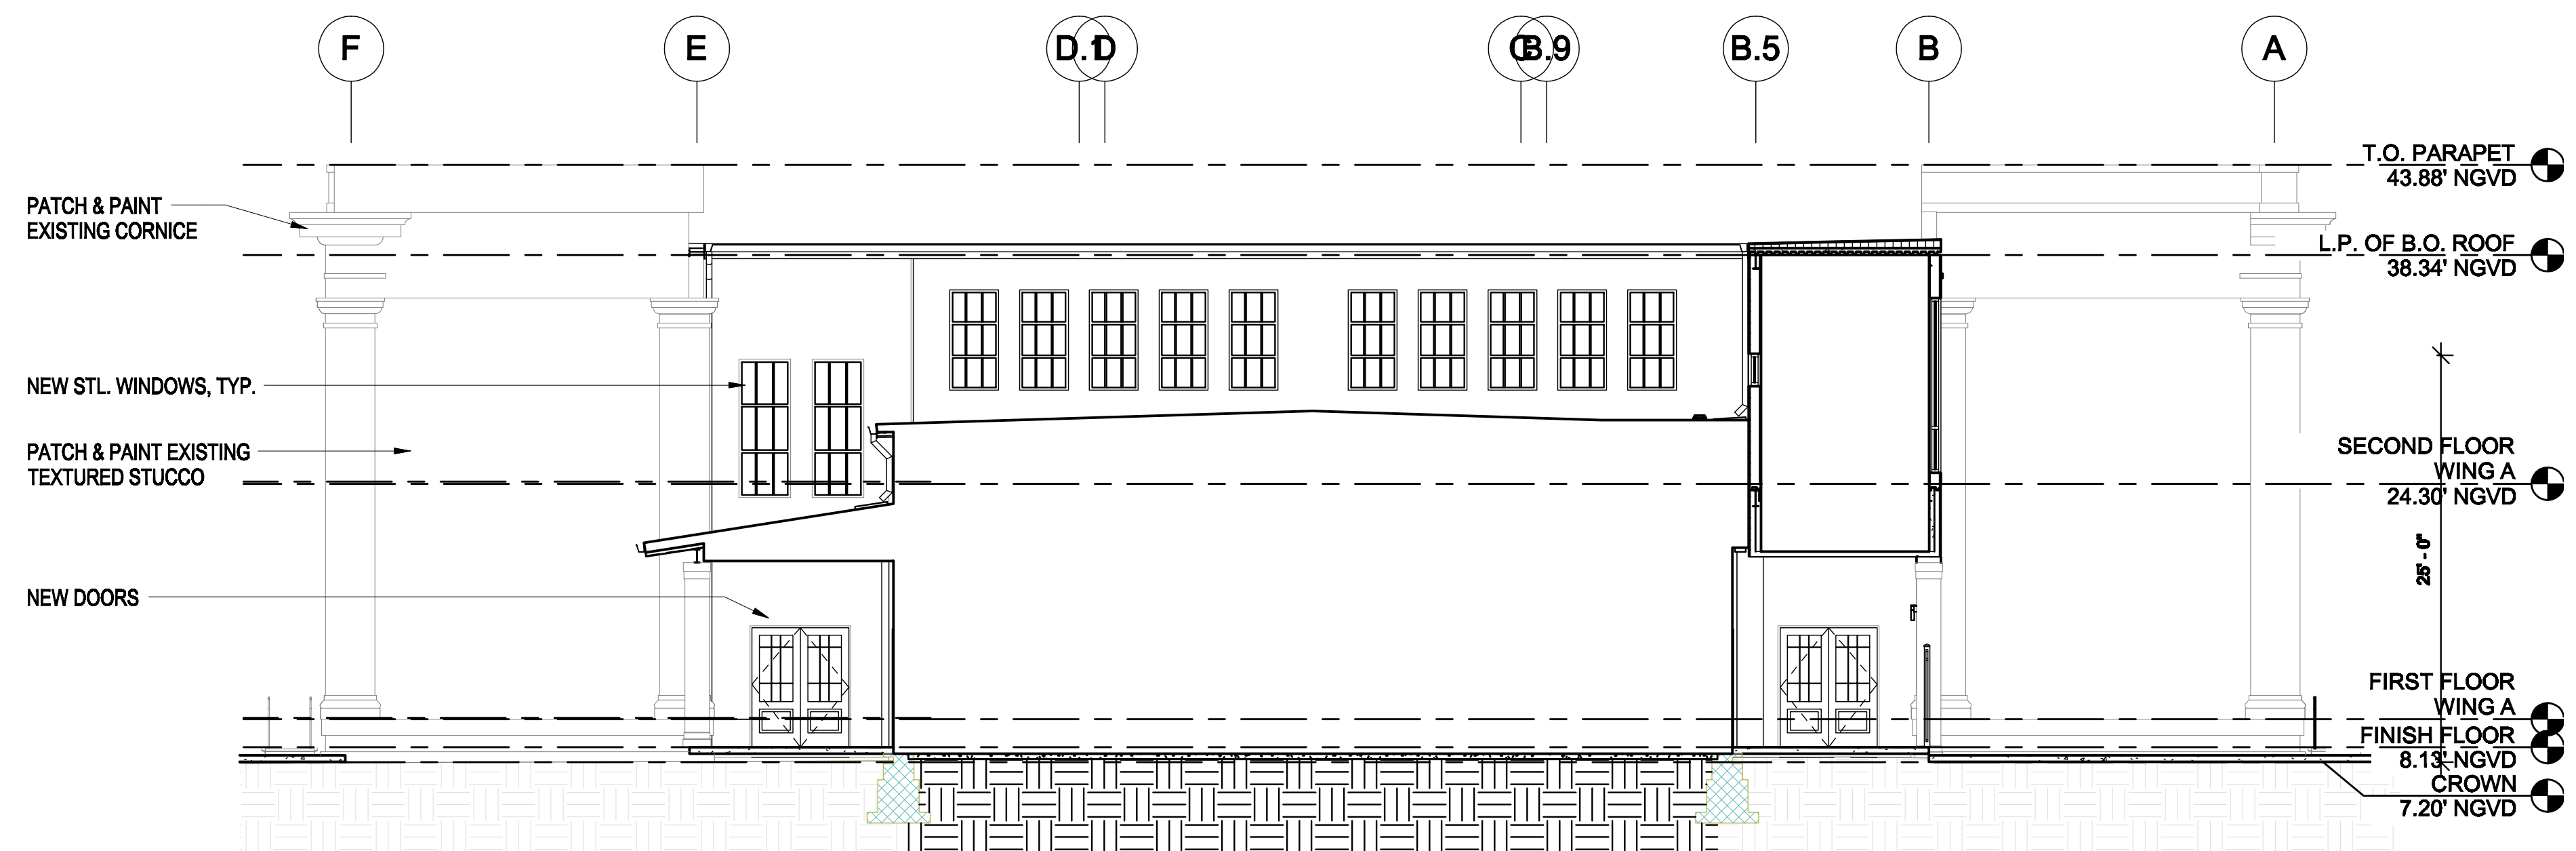 F
E
D.1
D
C
B.9
B.5
B
A
T.O. PARAPET
43.88' NGVD
PATCH & PAINT
EXISTING CORNICE
L.P. OF B.O. ROOF
38.34' NGVD
NEW STL. WINDOWS, TYP.
PATCH & PAINT EXISTING
TEXTURED STUCCO
SECOND FLOOR
WING A
24.30' NGVD
25' - 0"
NEW DOORS
FIRST FLOOR
WING A
FINISH FLOOR
8.13' NGVD
CROWN
7.20' NGVD